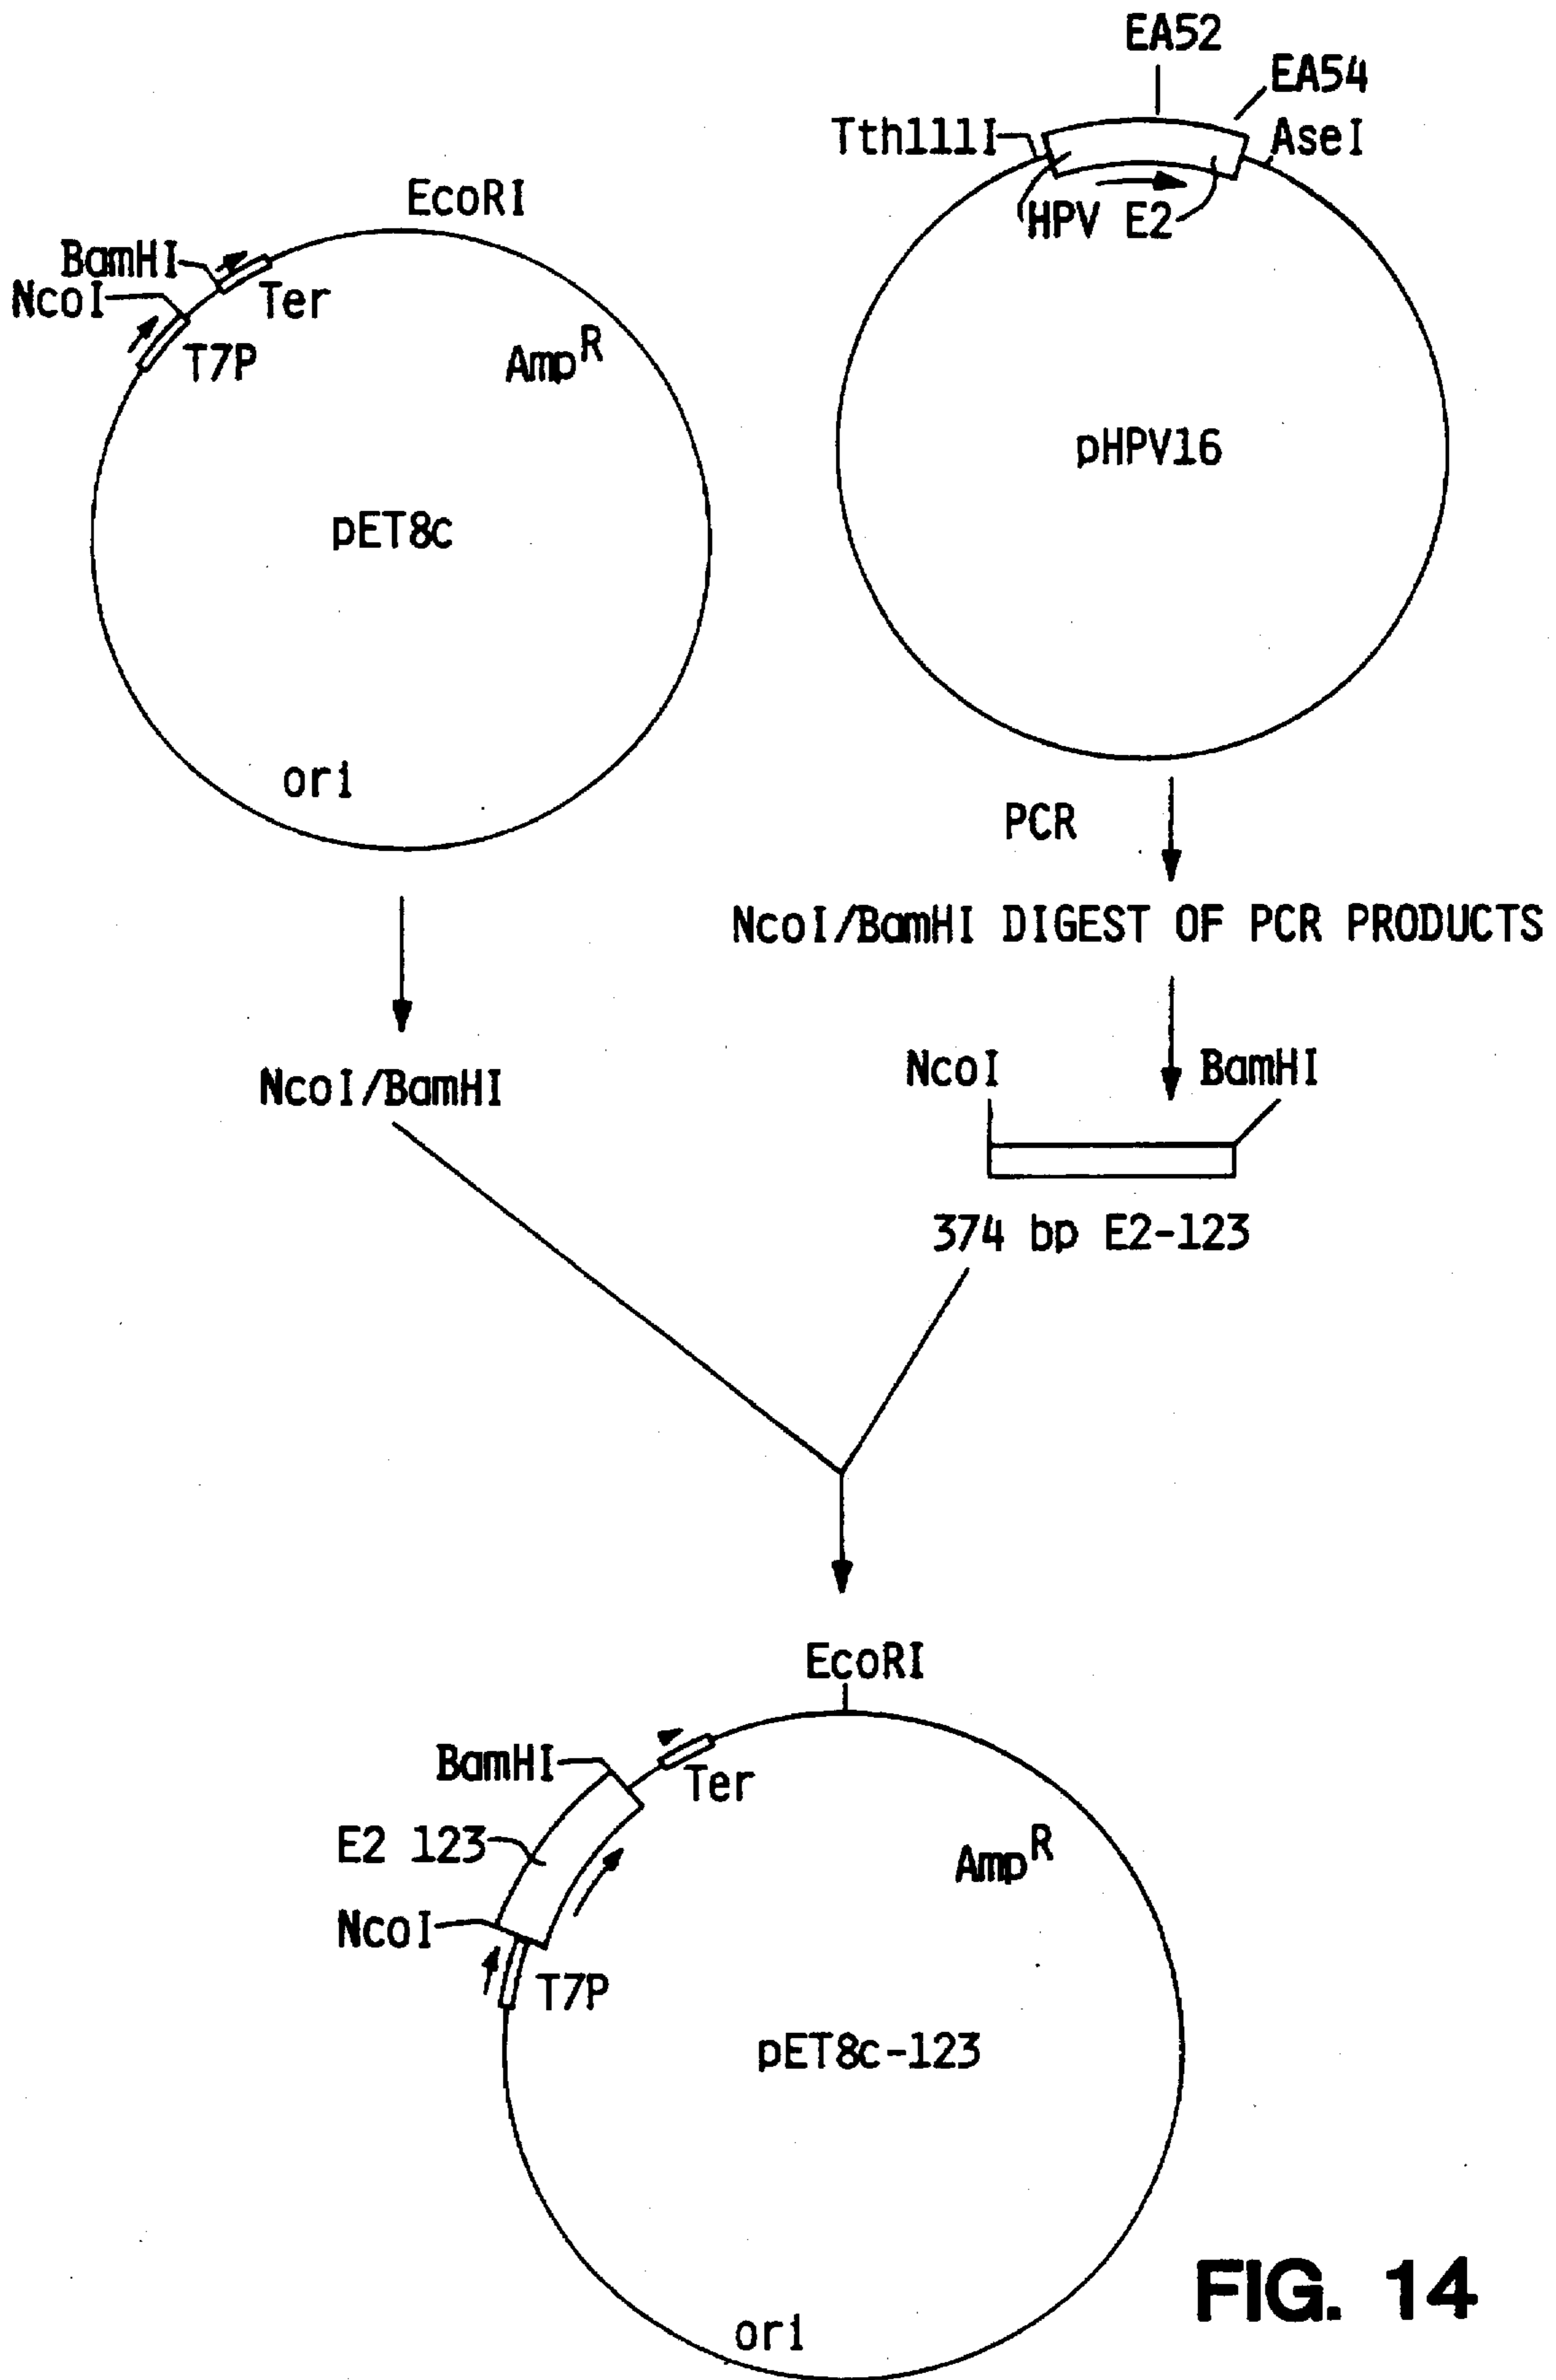 EA52
EA54
Tth111I
AseI
HPV E2
EcoRI
BamHI
NcoI
Ter
T7P
Amp^R
pET8c
pHPV16
ori
PCR
NcoI/BamHI DIGEST OF PCR PRODUCTS
NcoI/BamHI
NcoI
BamHI
374 bp E2-123
EcoRI
BamHI
Ter
E2 123
Amp^R
NcoI
T7P
pET8c-123
ori
FIG. 14